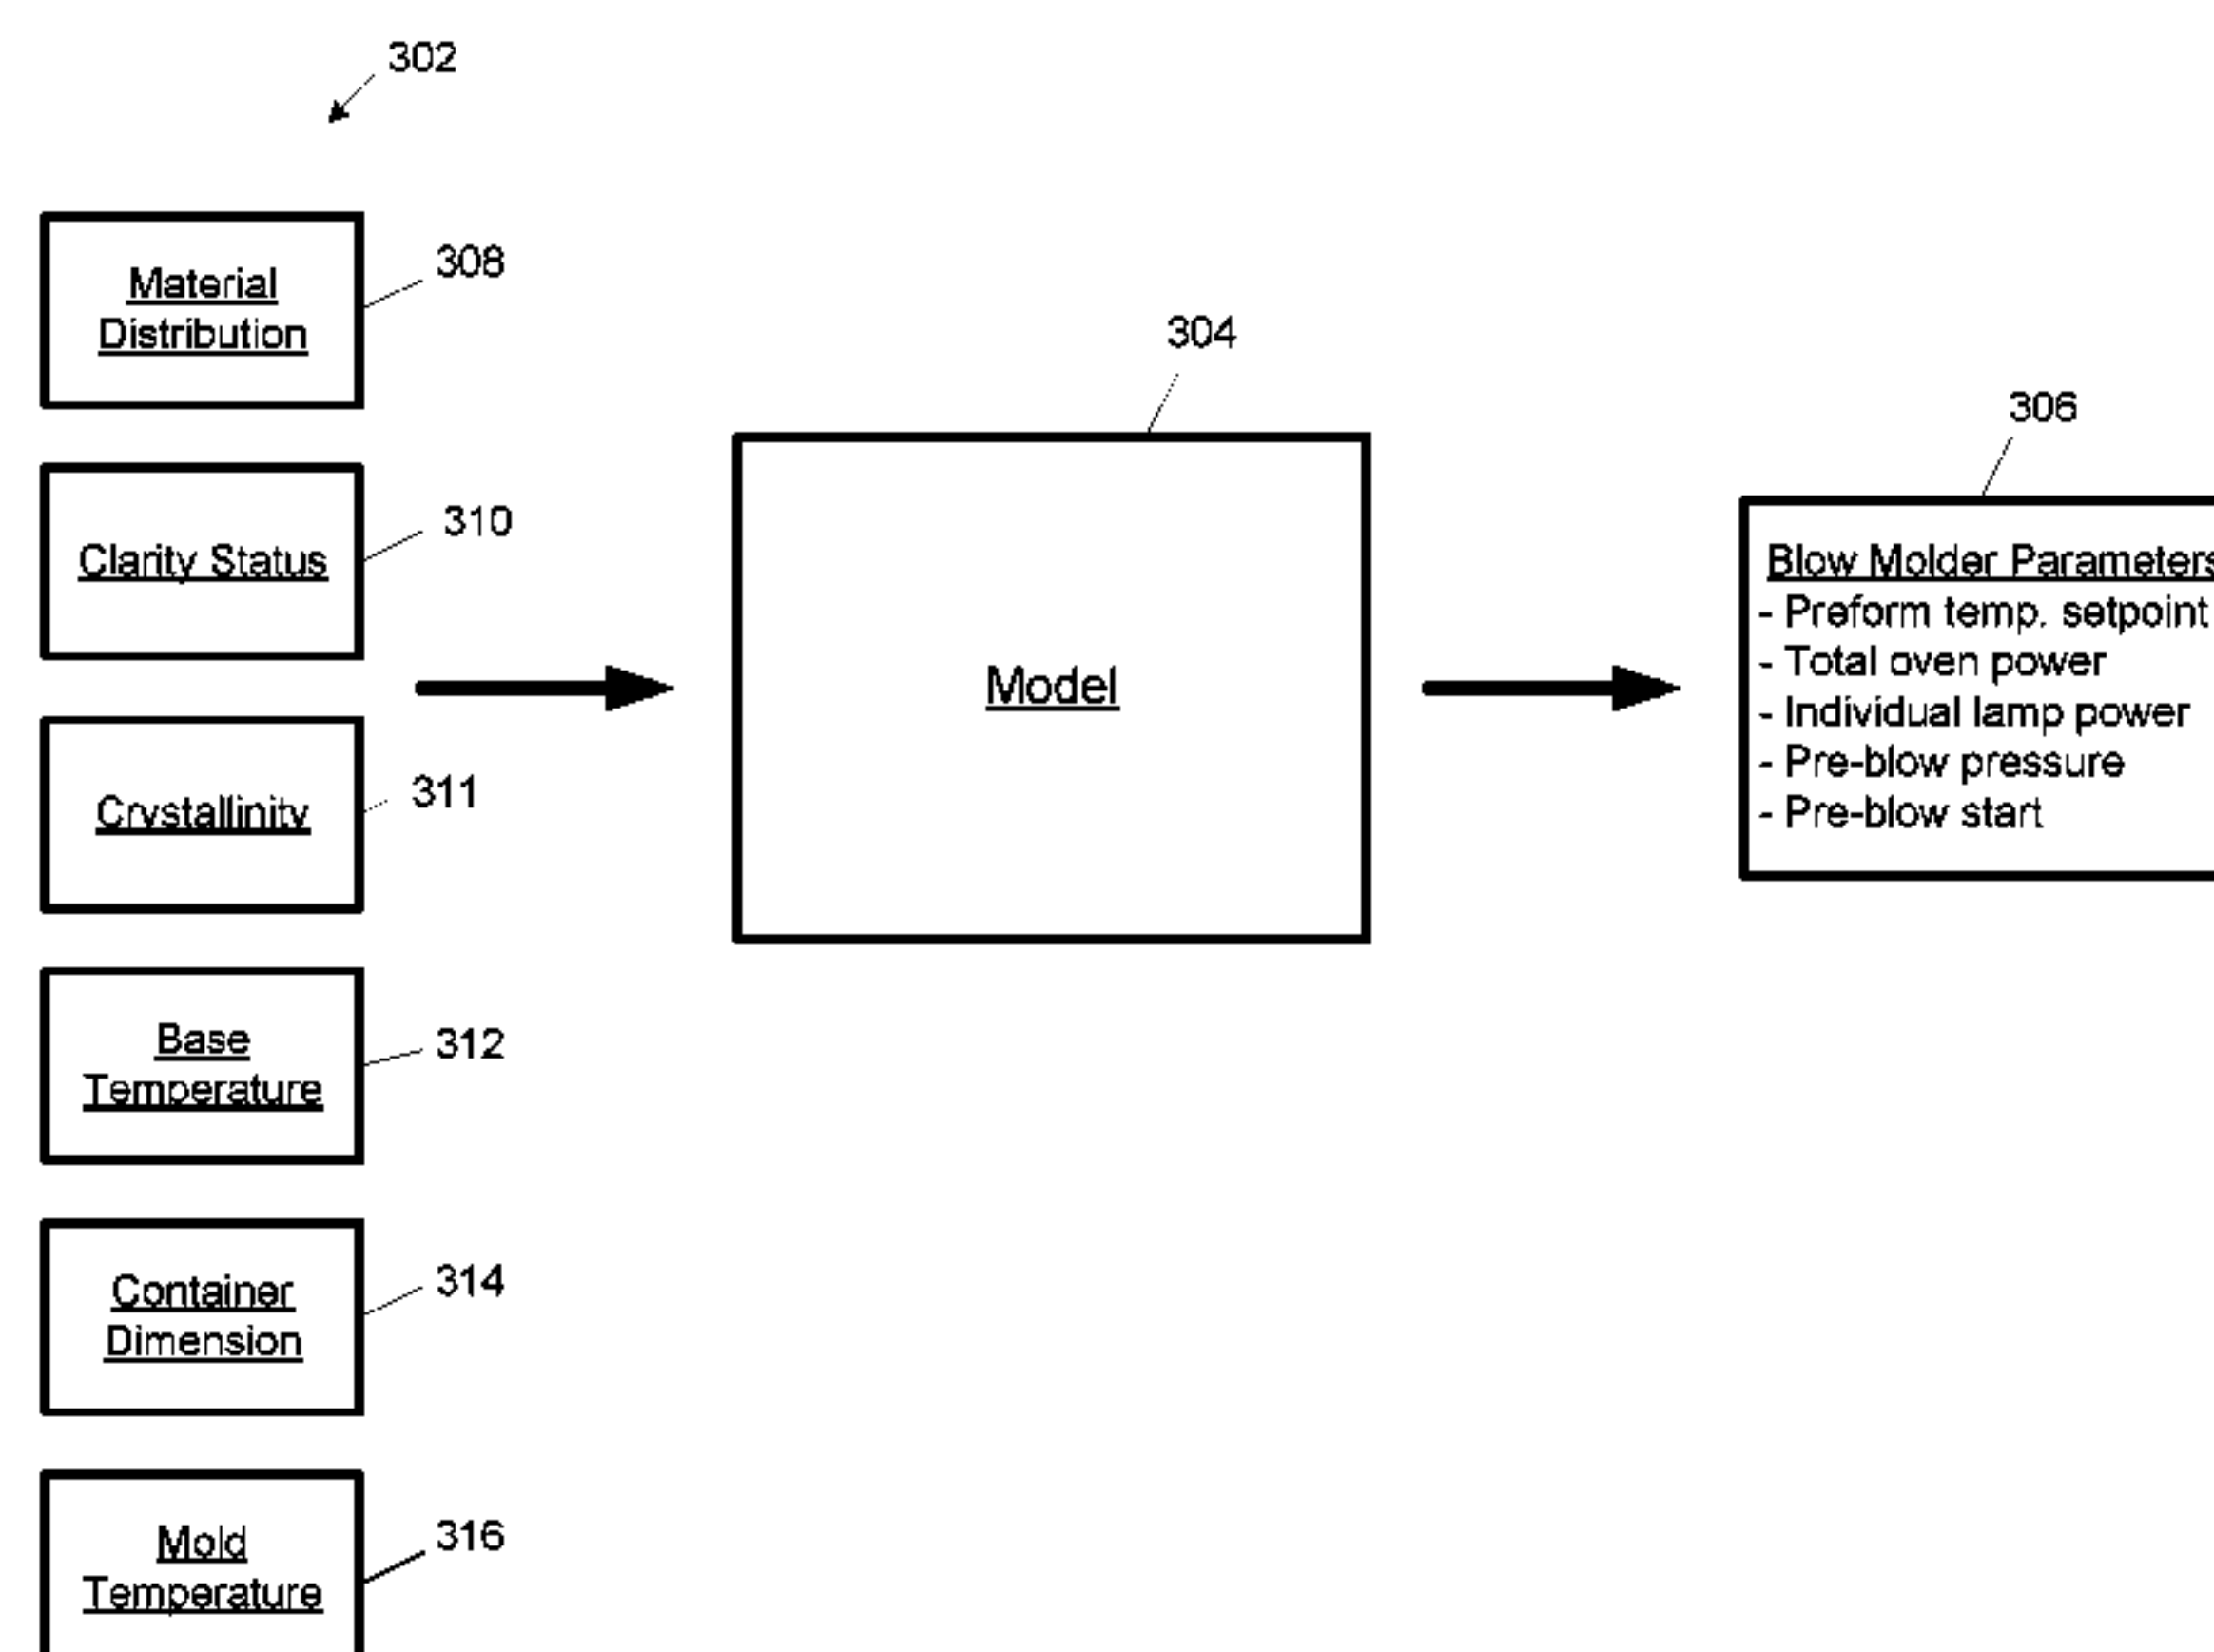 302
Material
Distribution
308
Clarity Status
310
Crystallinity
311
Base
Temperature
312
Container
Dimension
314
Mold
Temperature
316
304
Model
306
Blow Molder Parameters
- Preform temp. setpoint
- Total oven power
- Individual lamp power
- Pre-blow pressure
- Pre-blow start